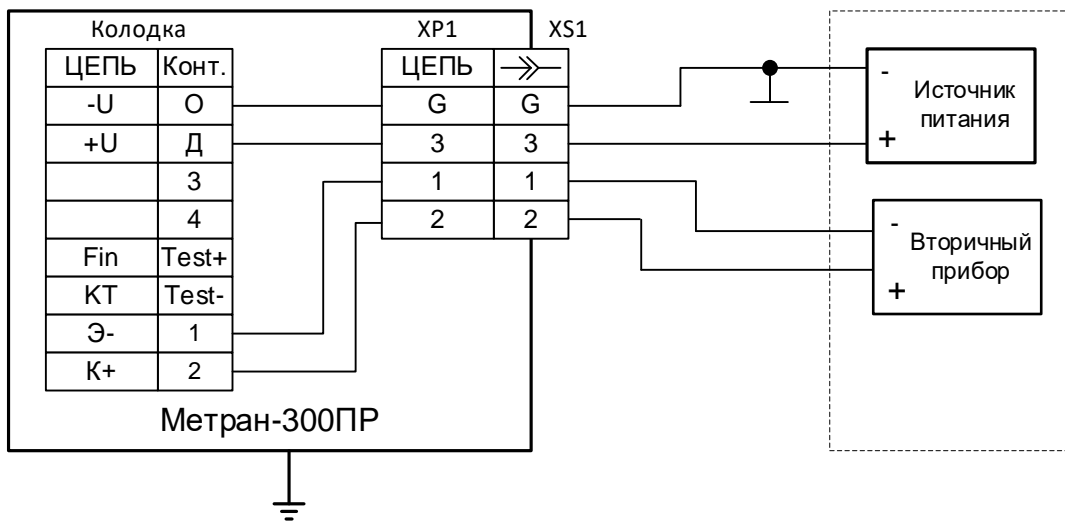 Колодка XP1 XS1
ЦЕПЬ Конт. ЦЕПЬ
-U О G G
+U Д 3 3
3 1 1
4 2 2
Fin Test+
КТ Test-
Э- 1
К+ 2
Метран-300ПР
-
Источник
питания
+
-
Вторичный
прибор
+